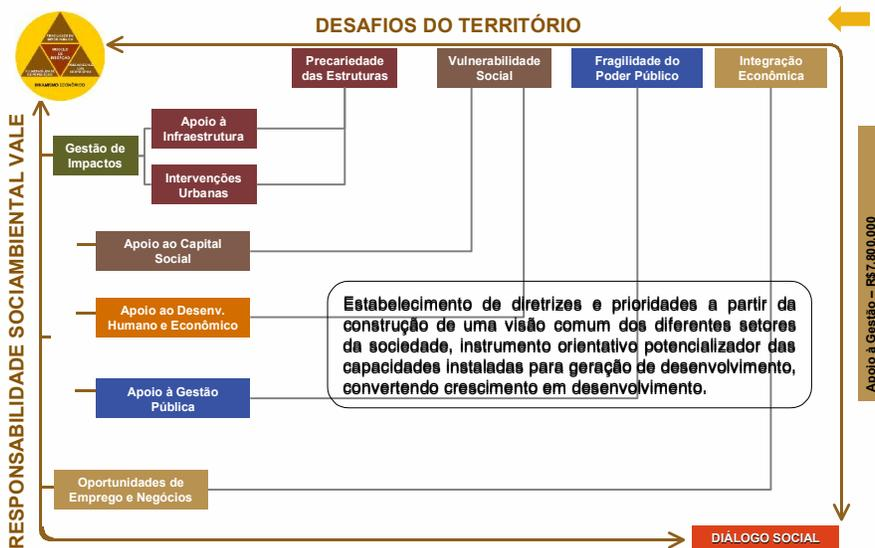 DESAFIOS DO TERRITÓRIO
Precariedade
das Estruturas
Vulnerabilidade
Social
Fragilidade do
Poder Público
Integração
Econômica
RESPONSABILIDADE SOCIAMBIENTAL VALE
Gestão de
Impactos
Apoio à
Infraestrutura
Intervenções
Urbanas
Apoio ao Capital
Social
Apoio ao Desenv.
Humano e Econômico
Apoio à Gestão
Pública
Oportunidades de
Emprego e Negócios
Estabelecimento de diretrizes e prioridades a partir da
construção de uma visão comum dos diferentes setores
da sociedade, instrumento orientativo potencializador das
capacidades instaladas para geração de desenvolvimento,
convertendo crescimento em desenvolvimento.
Apoio à Gestão – R$7.800.000
DIÁLOGO SOCIAL
DINAMISMO ECONÔMICO